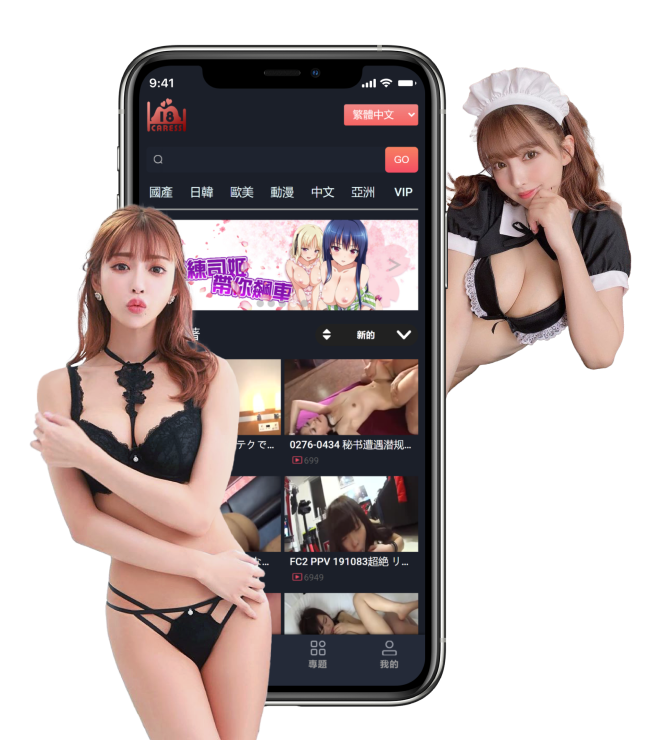 9:41
18
CARESS
繁體中文
GO
國產
日韓
歐美
動漫
中文
亞洲
VIP
練司機
帶你飆車
新的
テクで...
0276-0434 秘书遭遇潜规...
699
な...
FC2 PPV 191083超絶 リ...
6949
專題
我的